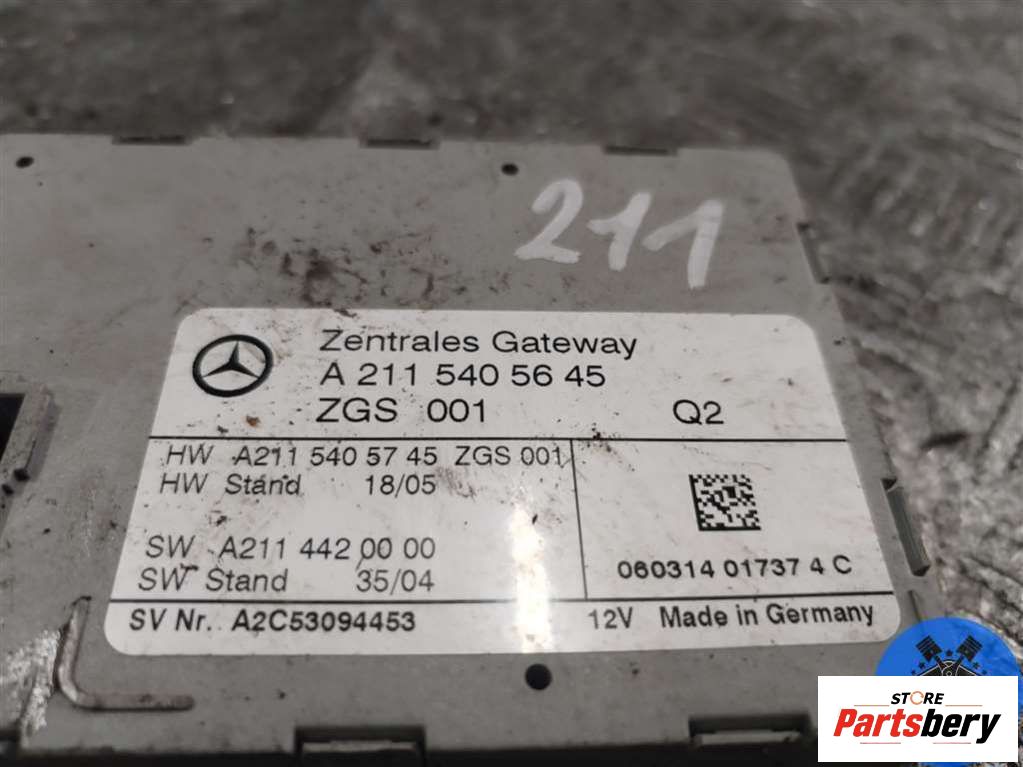 211
Zentrales Gateway
A 211 540 56 45
ZGS 001 Q2
HW A211 540 57 45 ZGS 001
HW Stand 18/05
SW A211 442 00 00
SW Stand 35/04
060314 01737 4 C
SV Nr. A2C53094453 12V Made in Germany
STORE
Partsbery